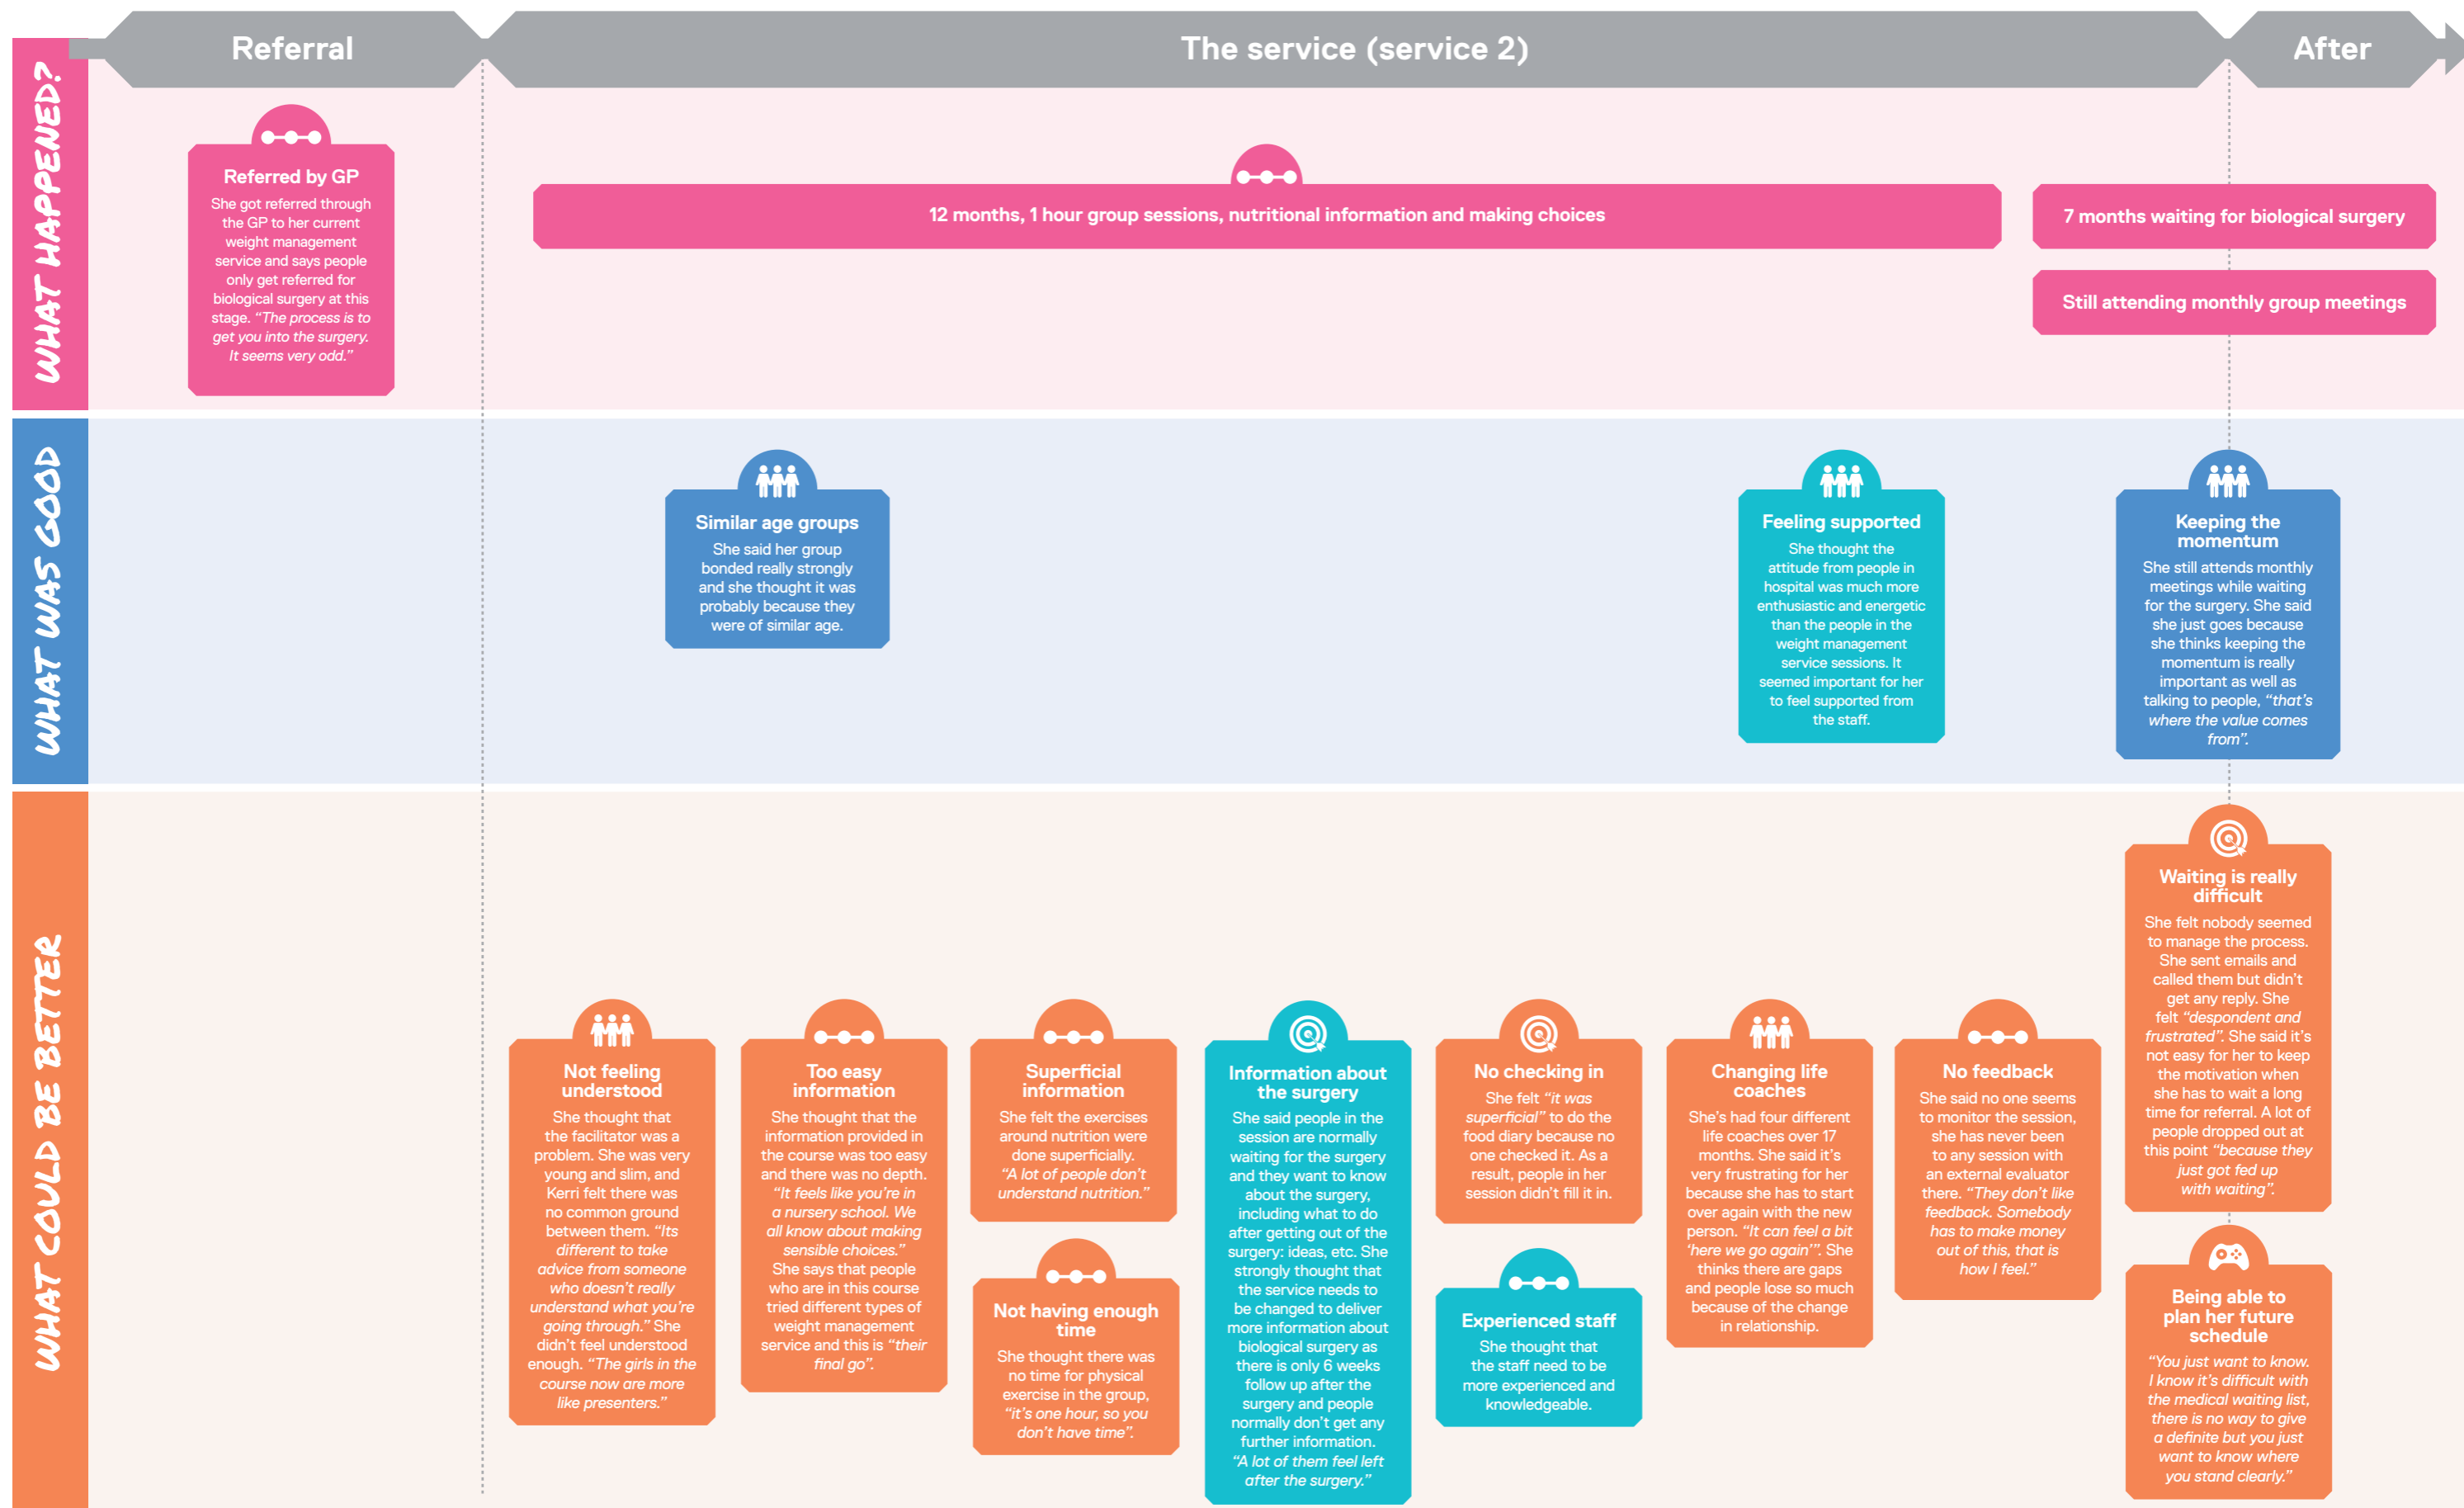 Referral
The service (service 2)
After
WHAT HAPPENED?
Referred by GP
She got referred through
the GP to her current
weight management
service and says people
only get referred for
biological surgery at this
stage. “The process is to
get you into the surgery.
It seems very odd.”
12 months, 1 hour group sessions, nutritional information and making choices
7 months waiting for biological surgery
Still attending monthly group meetings
WHAT WAS GOOD
Similar age groups
She said her group
bonded really strongly
and she thought it was
probably because they
were of similar age.
Feeling supported
She thought the
attitude from people in
hospital was much more
enthusiastic and energetic
than the people in the
weight management
service sessions. It
seemed important for her
to feel supported from
the staff.
Keeping the
momentum
She still attends monthly
meetings while waiting
for the surgery. She said
she just goes because
she thinks keeping the
momentum is really
important as well as
talking to people, “that’s
where the value comes
from”.
WHAT COULD BE BETTER
Not feeling
understood
She thought that
the facilitator was a
problem. She was very
young and slim, and
Kerri felt there was
no common ground
between them. “Its
different to take
advice from someone
who doesn’t really
understand what you’re
going through.” She
didn’t feel understood
enough. “The girls in the
course now are more
like presenters.”
Too easy
information
She thought that the
information provided in
the course was too easy
and there was no depth.
“It feels like you’re in
a nursery school. We
all know about making
sensible choices.”
She says that people
who are in this course
tried different types of
weight management
service and this is “their
final go”.
Superficial
information
She felt the exercises
around nutrition were
done superficially.
“A lot of people don’t
understand nutrition.”
Not having enough
time
She thought there was
no time for physical
exercise in the group,
“it’s one hour, so you
don’t have time”.
Information about
the surgery
She said people in the
session are normally
waiting for the surgery
and they want to know
about the surgery,
including what to do
after getting out of the
surgery: ideas, etc. She
strongly thought that
the service needs to
be changed to deliver
more information about
biological surgery as
there is only 6 weeks
follow up after the
surgery and people
normally don’t get any
further information.
“A lot of them feel left
after the surgery.”
No checking in
She felt “it was
superficial” to do the
food diary because no
one checked it. As a
result, people in her
session didn’t fill it in.
Experienced staff
She thought that
the staff need to be
more experienced and
knowledgeable.
Changing life
coaches
She’s had four different
life coaches over 17
months. She said it’s
very frustrating for her
because she has to start
over again with the new
person. “It can feel a bit
‘here we go again’”. She
thinks there are gaps
and people lose so much
because of the change
in relationship.
No feedback
She said no one seems
to monitor the session,
she has never been
to any session with
an external evaluator
there. “They don’t like
feedback. Somebody
has to make money
out of this, that is
how I feel.”
Waiting is really
difficult
She felt nobody seemed
to manage the process.
She sent emails and
called them but didn’t
get any reply. She
felt “despondent and
frustrated”. She said it’s
not easy for her to keep
the motivation when
she has to wait a long
time for referral. A lot of
people dropped out at
this point “because they
just got fed up
with waiting”.
Being able to
plan her future
schedule
“You just want to know.
I know it’s difficult with
the medical waiting list,
there is no way to give
a definite but you just
want to know where
you stand clearly.”